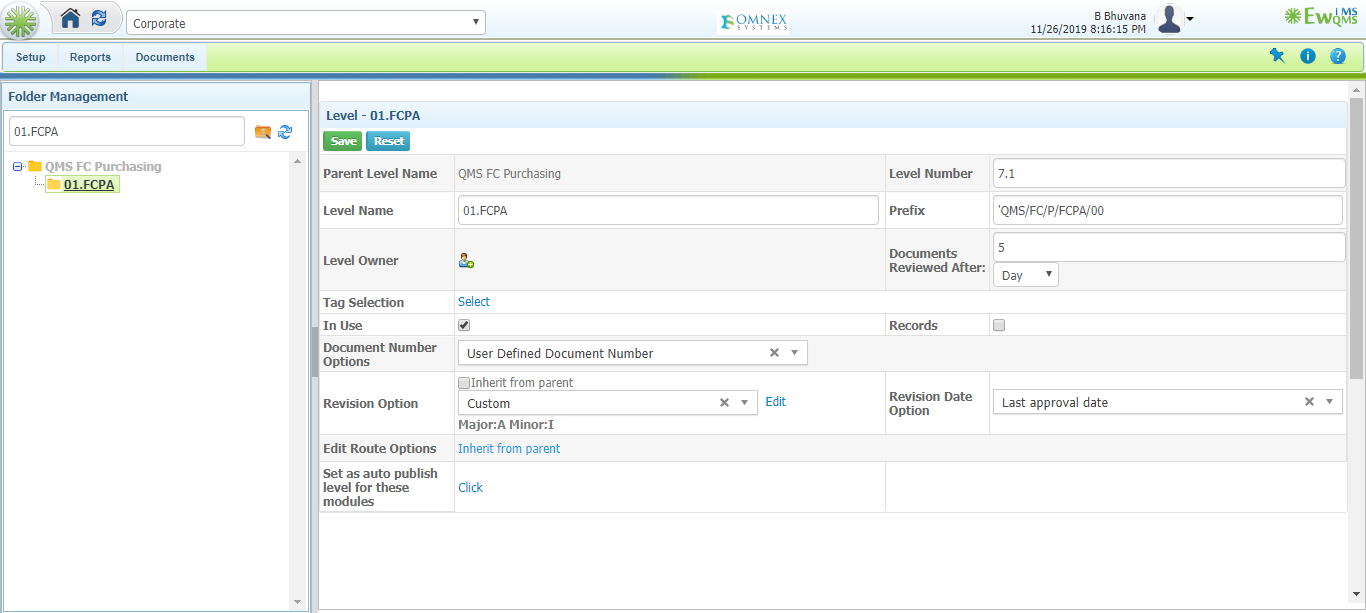 Corporate
OMNEX
SYSTEMS
B Bhuvana
11/26/2019 8:16:15 PM
EwIMS
QMS
Setup Reports Documents
Folder Management
01.FCPA
QMS FC Purchasing
01.FCPA
Level - 01.FCPA
Save Reset
Parent Level Name QMS FC Purchasing Level Number 7.1
Level Name 01.FCPA Prefix 'QMS/FC/P/FCPA/00
Level Owner Documents Reviewed After: 5
Day
Tag Selection Select
In Use Records
Document Number Options User Defined Document Number
Revision Option Inherit from parent
Custom Edit
Major:A Minor:I
Revision Date Option Last approval date
Edit Route Options Inherit from parent
Set as auto publish
level for these
modules
Click